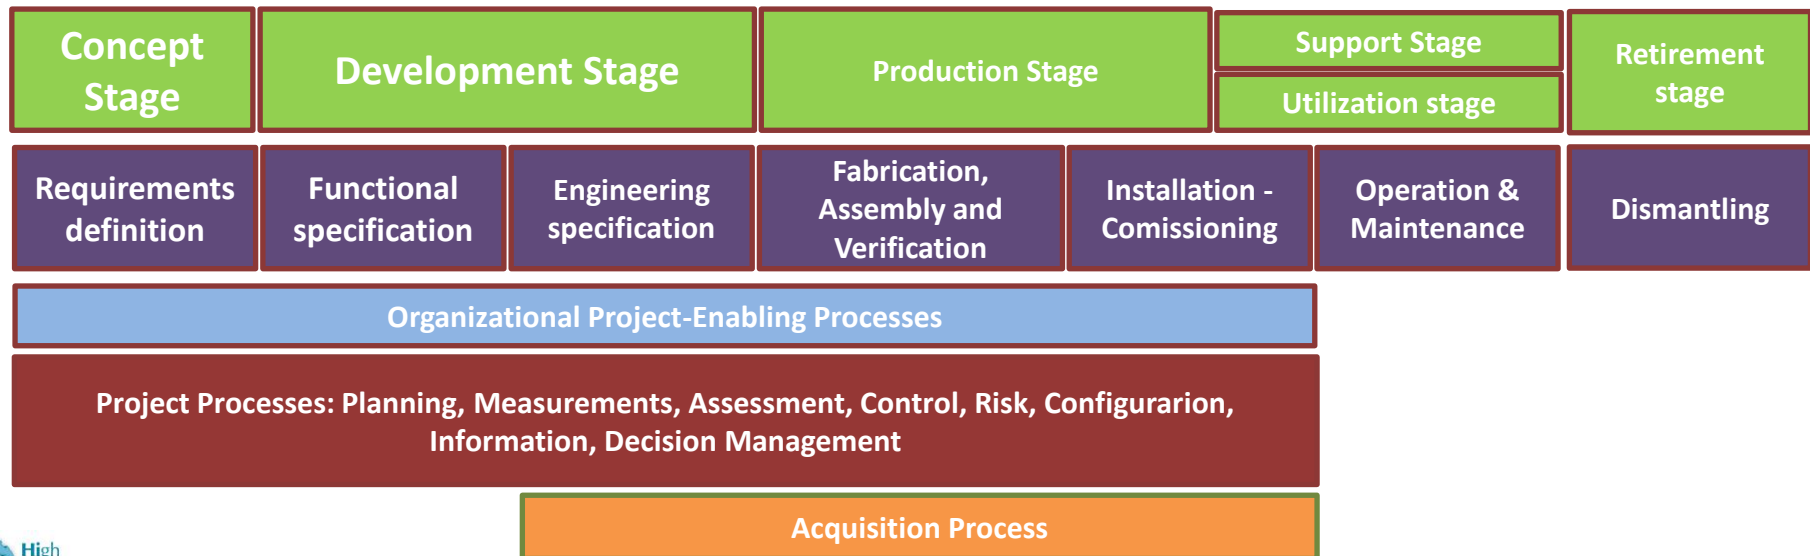 Concept
Stage
Development Stage
Production Stage
Support Stage
Utilization stage
Retirement
stage
Requirements
definition
Functional
specification
Engineering
specification
Fabrication,
Assembly and
Verification
Installation -
Comissioning
Operation &
Maintenance
Dismantling
Organizational Project-Enabling Processes
Project Processes: Planning, Measurements, Assessment, Control, Risk, Configurarion,
Information, Decision Management
Acquisition Process
High